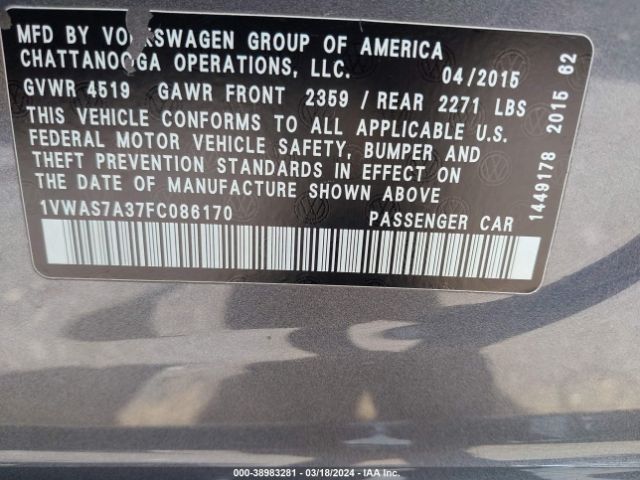 MFD BY VOLKSWAGEN GROUP OF AMERICA
CHATTANOOGA OPERATIONS, LLC. 04/2015
GVWR 4519 GAWR FRONT 2359 / REAR 2271 LBS
THIS VEHICLE CONFORMS TO ALL APPLICABLE U.S.
FEDERAL MOTOR VEHICLE SAFETY, BUMPER AND
THEFT PREVENTION STANDARDS IN EFFECT ON
THE DATE OF MANUFACTURE SHOWN ABOVE
1VWAS7A37FC086170 PASSENGER CAR
1449178 2015 62
000-38983281 - 03/18/2024 - IAAI.COM